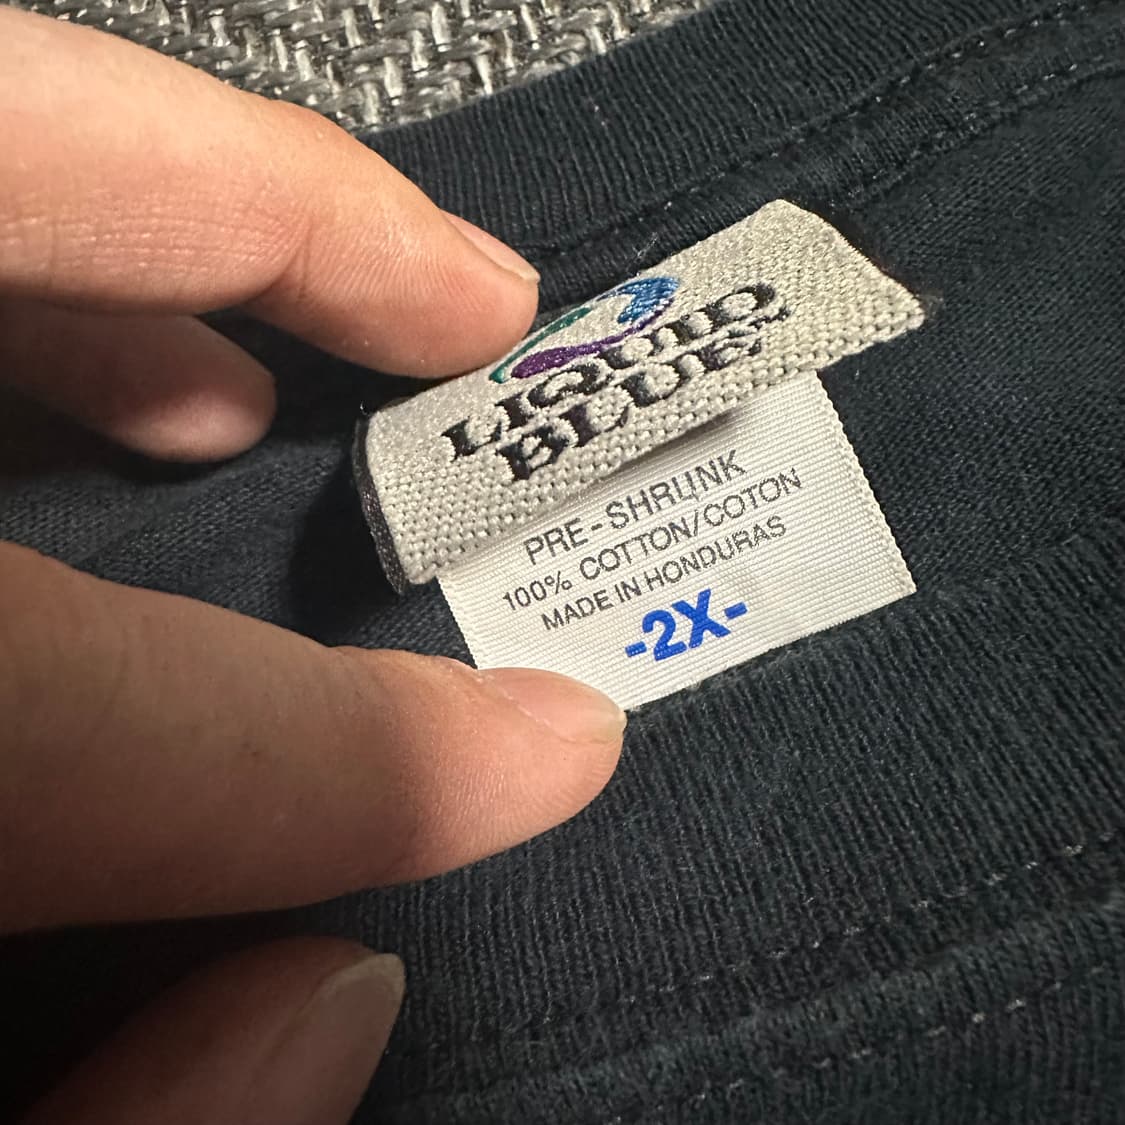 LIQUID
BLUE
PRE-SHRUNK
100% COTTON/COTON
MADE IN HONDURAS
-2X-